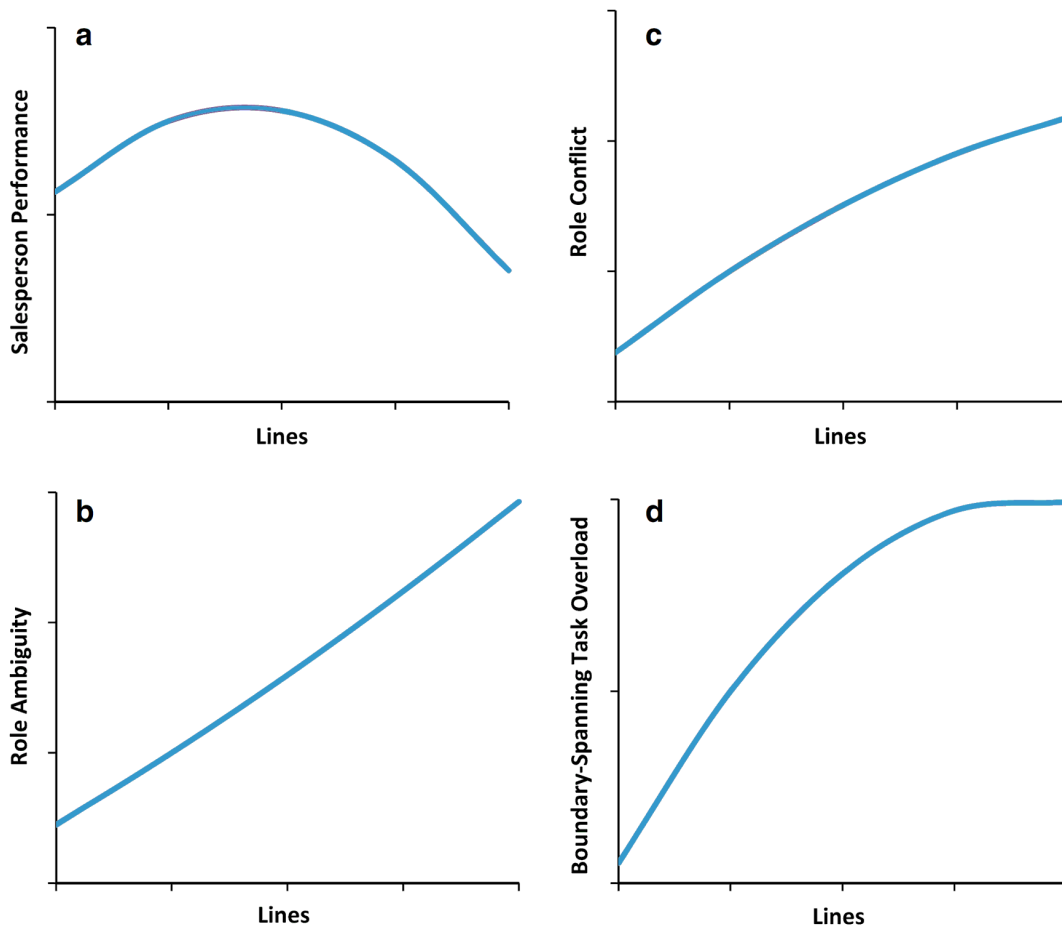 a
Salesperson Performance
Lines
c
Role Conflict
Lines
b
Role Ambiguity
Lines
d
Boundary-Spanning Task Overload
Lines